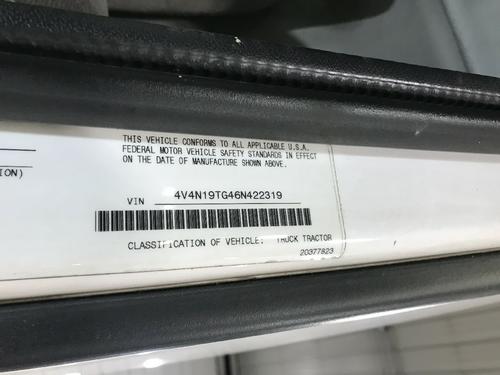 THIS VEHICLE CONFORMS TO ALL APPLICABLE U.S.A.
FEDERAL MOTOR VEHICLE SAFETY STANDARDS IN EFFECT
ON THE DATE OF MANUFACTURE SHOWN ABOVE.
ION)
VIN 4V4N19TG46N422319
CLASSIFICATION OF VEHICLE: TRUCK TRACTOR
20377823